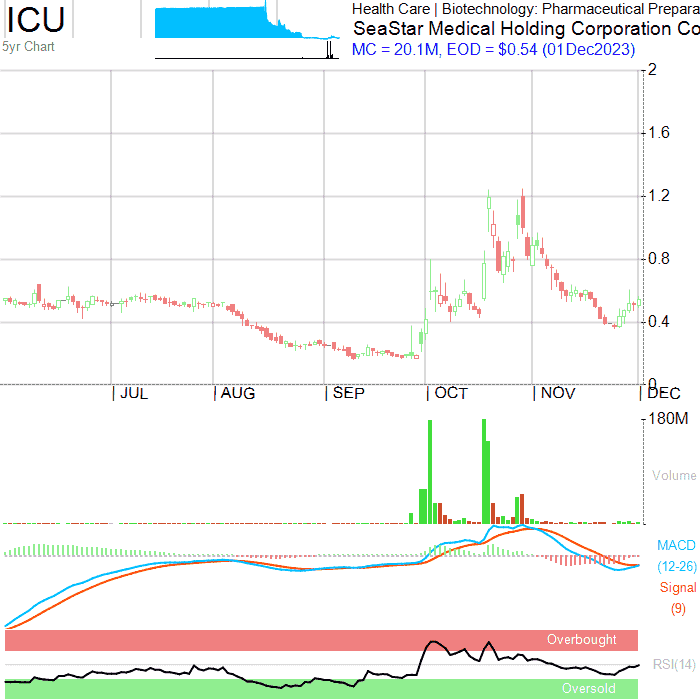 ICU
5yr Chart
Health Care | Biotechnology: Pharmaceutical Prepara
SeaStar Medical Holding Corporation Co
MC = 20.1M, EOD = $0.54 (01Dec2023)
2
1.6
1.2
0.8
0.4
0
| JUL | AUG | SEP | OCT | NOV | DEC
180M
Volume
MACD
(12-26)
Signal
(9)
Overbought
RSI(14)
Oversold